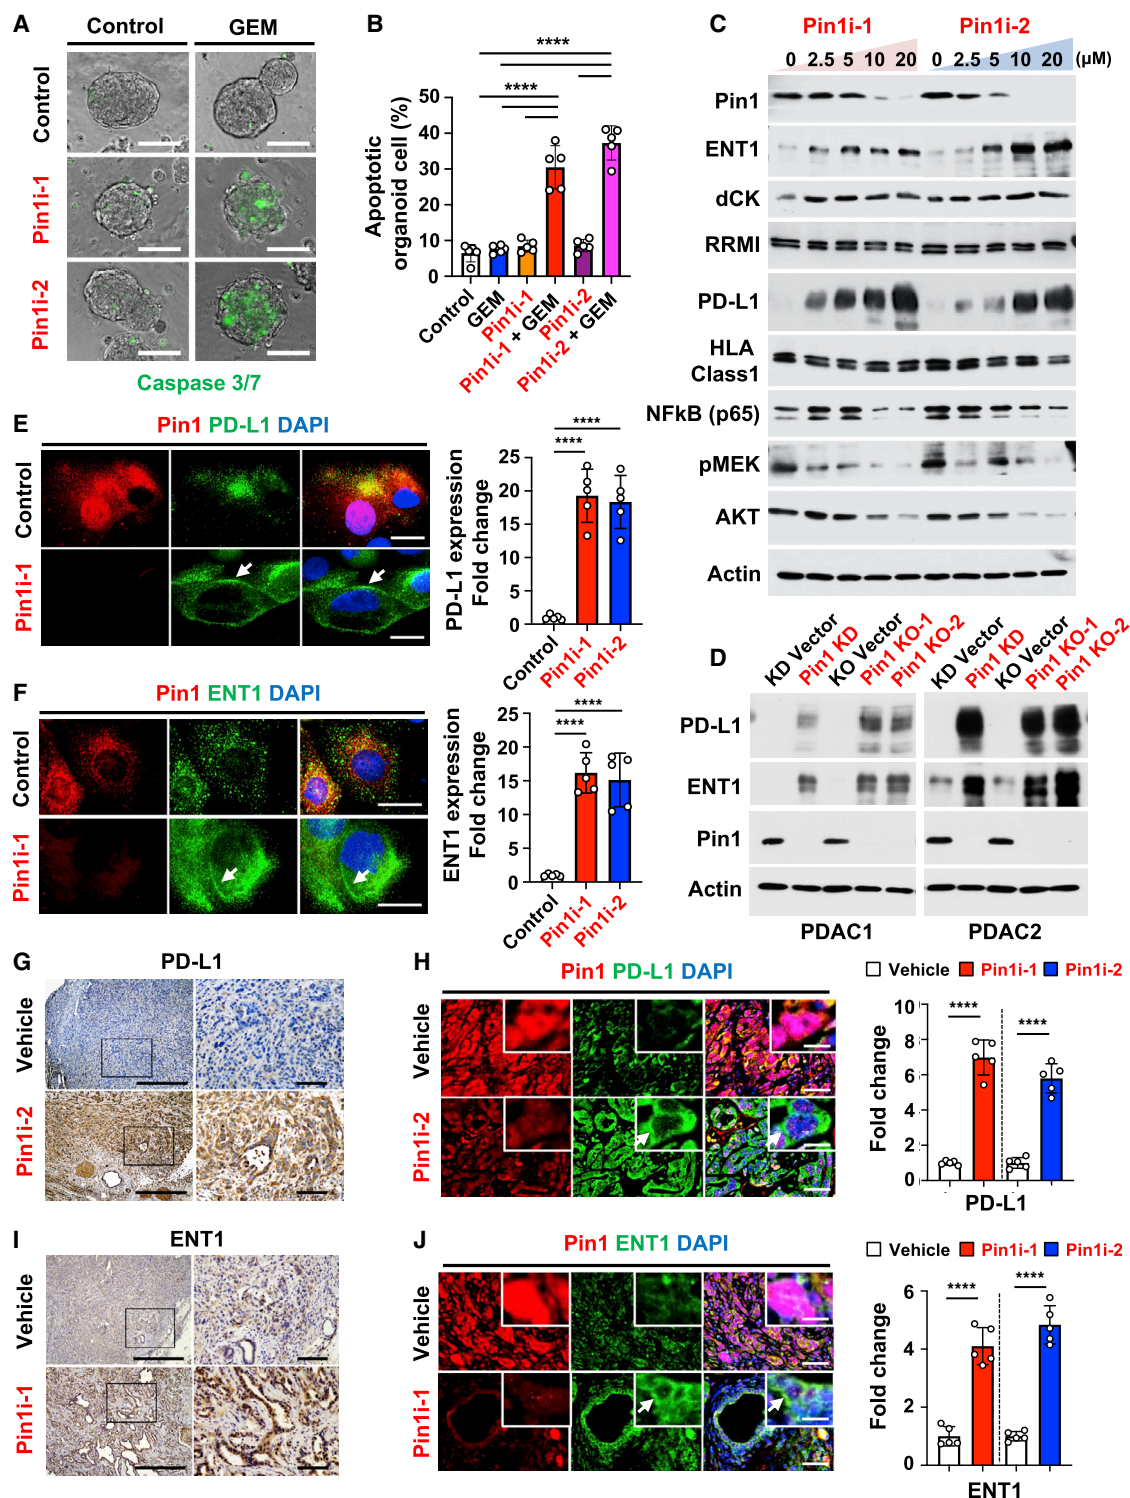 A
Control
GEM
Control
Pin1i-1
Pin1i-2
Caspase 3/7
B
****
****
Apoptotic
organoid cell (%)
50
40
30
20
10
0
Control
GEM
Pin1i-1
Pin1i-1 + GEM
Pin1i-2
Pin1i-2 + GEM
C
Pin1i-1
Pin1i-2
0 2.5 5 10 20 0 2.5 5 10 20 (μM)
Pin1
ENT1
dCK
RRMI
PD-L1
HLA
Class1
NFkB (p65)
pMEK
AKT
Actin
D
KD Vector
Pin1 KD
KO Vector
Pin1 KO-1
Pin1 KO-2
KD Vector
Pin1 KD
KO Vector
Pin1 KO-1
Pin1 KO-2
PD-L1
ENT1
Pin1
Actin
PDAC1
PDAC2
E
Pin1 PD-L1 DAPI
Control
Pin1i-1
PD-L1 expression
Fold change
25
20
15
10
5
0
****
****
Control
Pin1i-1
Pin1i-2
F
Pin1 ENT1 DAPI
Control
Pin1i-1
ENT1 expression
Fold change
25
20
15
10
5
0
****
****
Control
Pin1i-1
Pin1i-2
G
PD-L1
Vehicle
Pin1i-2
H
Pin1 PD-L1 DAPI
Vehicle
Pin1i-2
Vehicle Pin1i-1 Pin1i-2
Fold change
10
8
6
4
2
0
****
****
PD-L1
I
ENT1
Vehicle
Pin1i-1
J
Pin1 ENT1 DAPI
Vehicle
Pin1i-1
Vehicle Pin1i-1 Pin1i-2
Fold change
6
4
2
0
****
****
ENT1